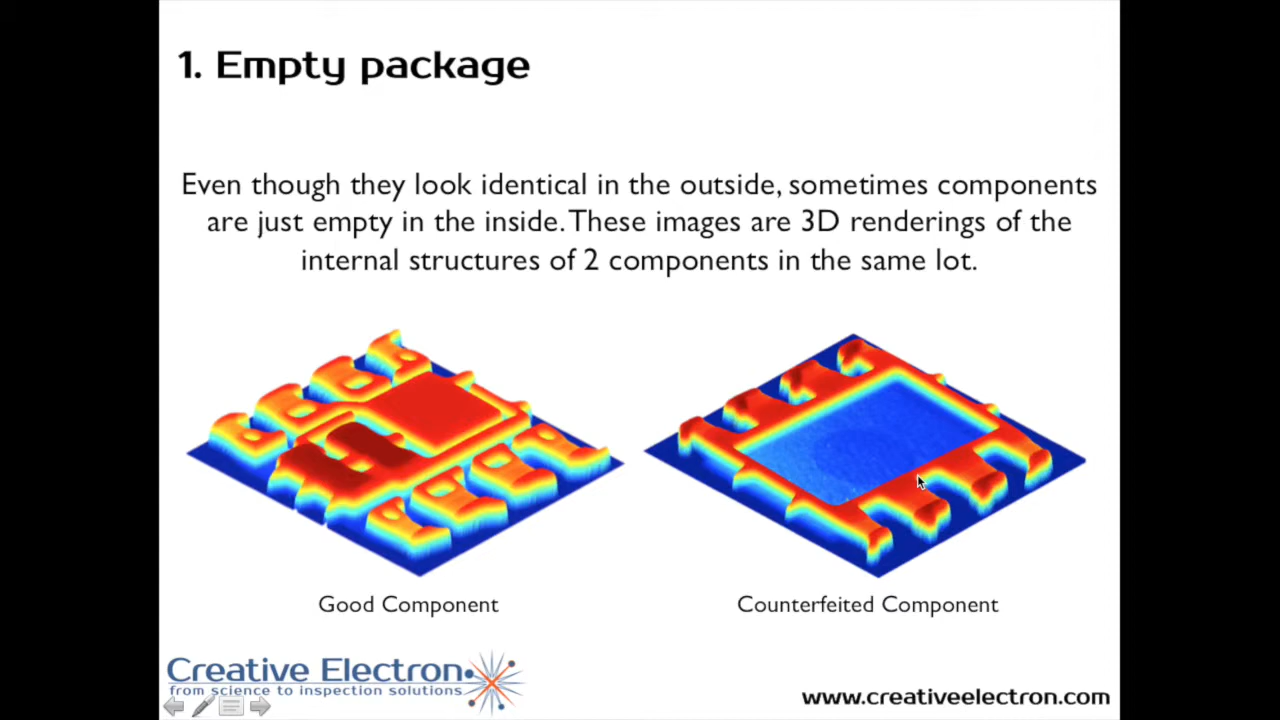 1. Empty package
Even though they look identical in the outside, sometimes components
are just empty in the inside. These images are 3D renderings of the
internal structures of 2 components in the same lot.
Good Component
Counterfeited Component
Creative Electron
from science to inspection solutions
www.creativeelectron.com